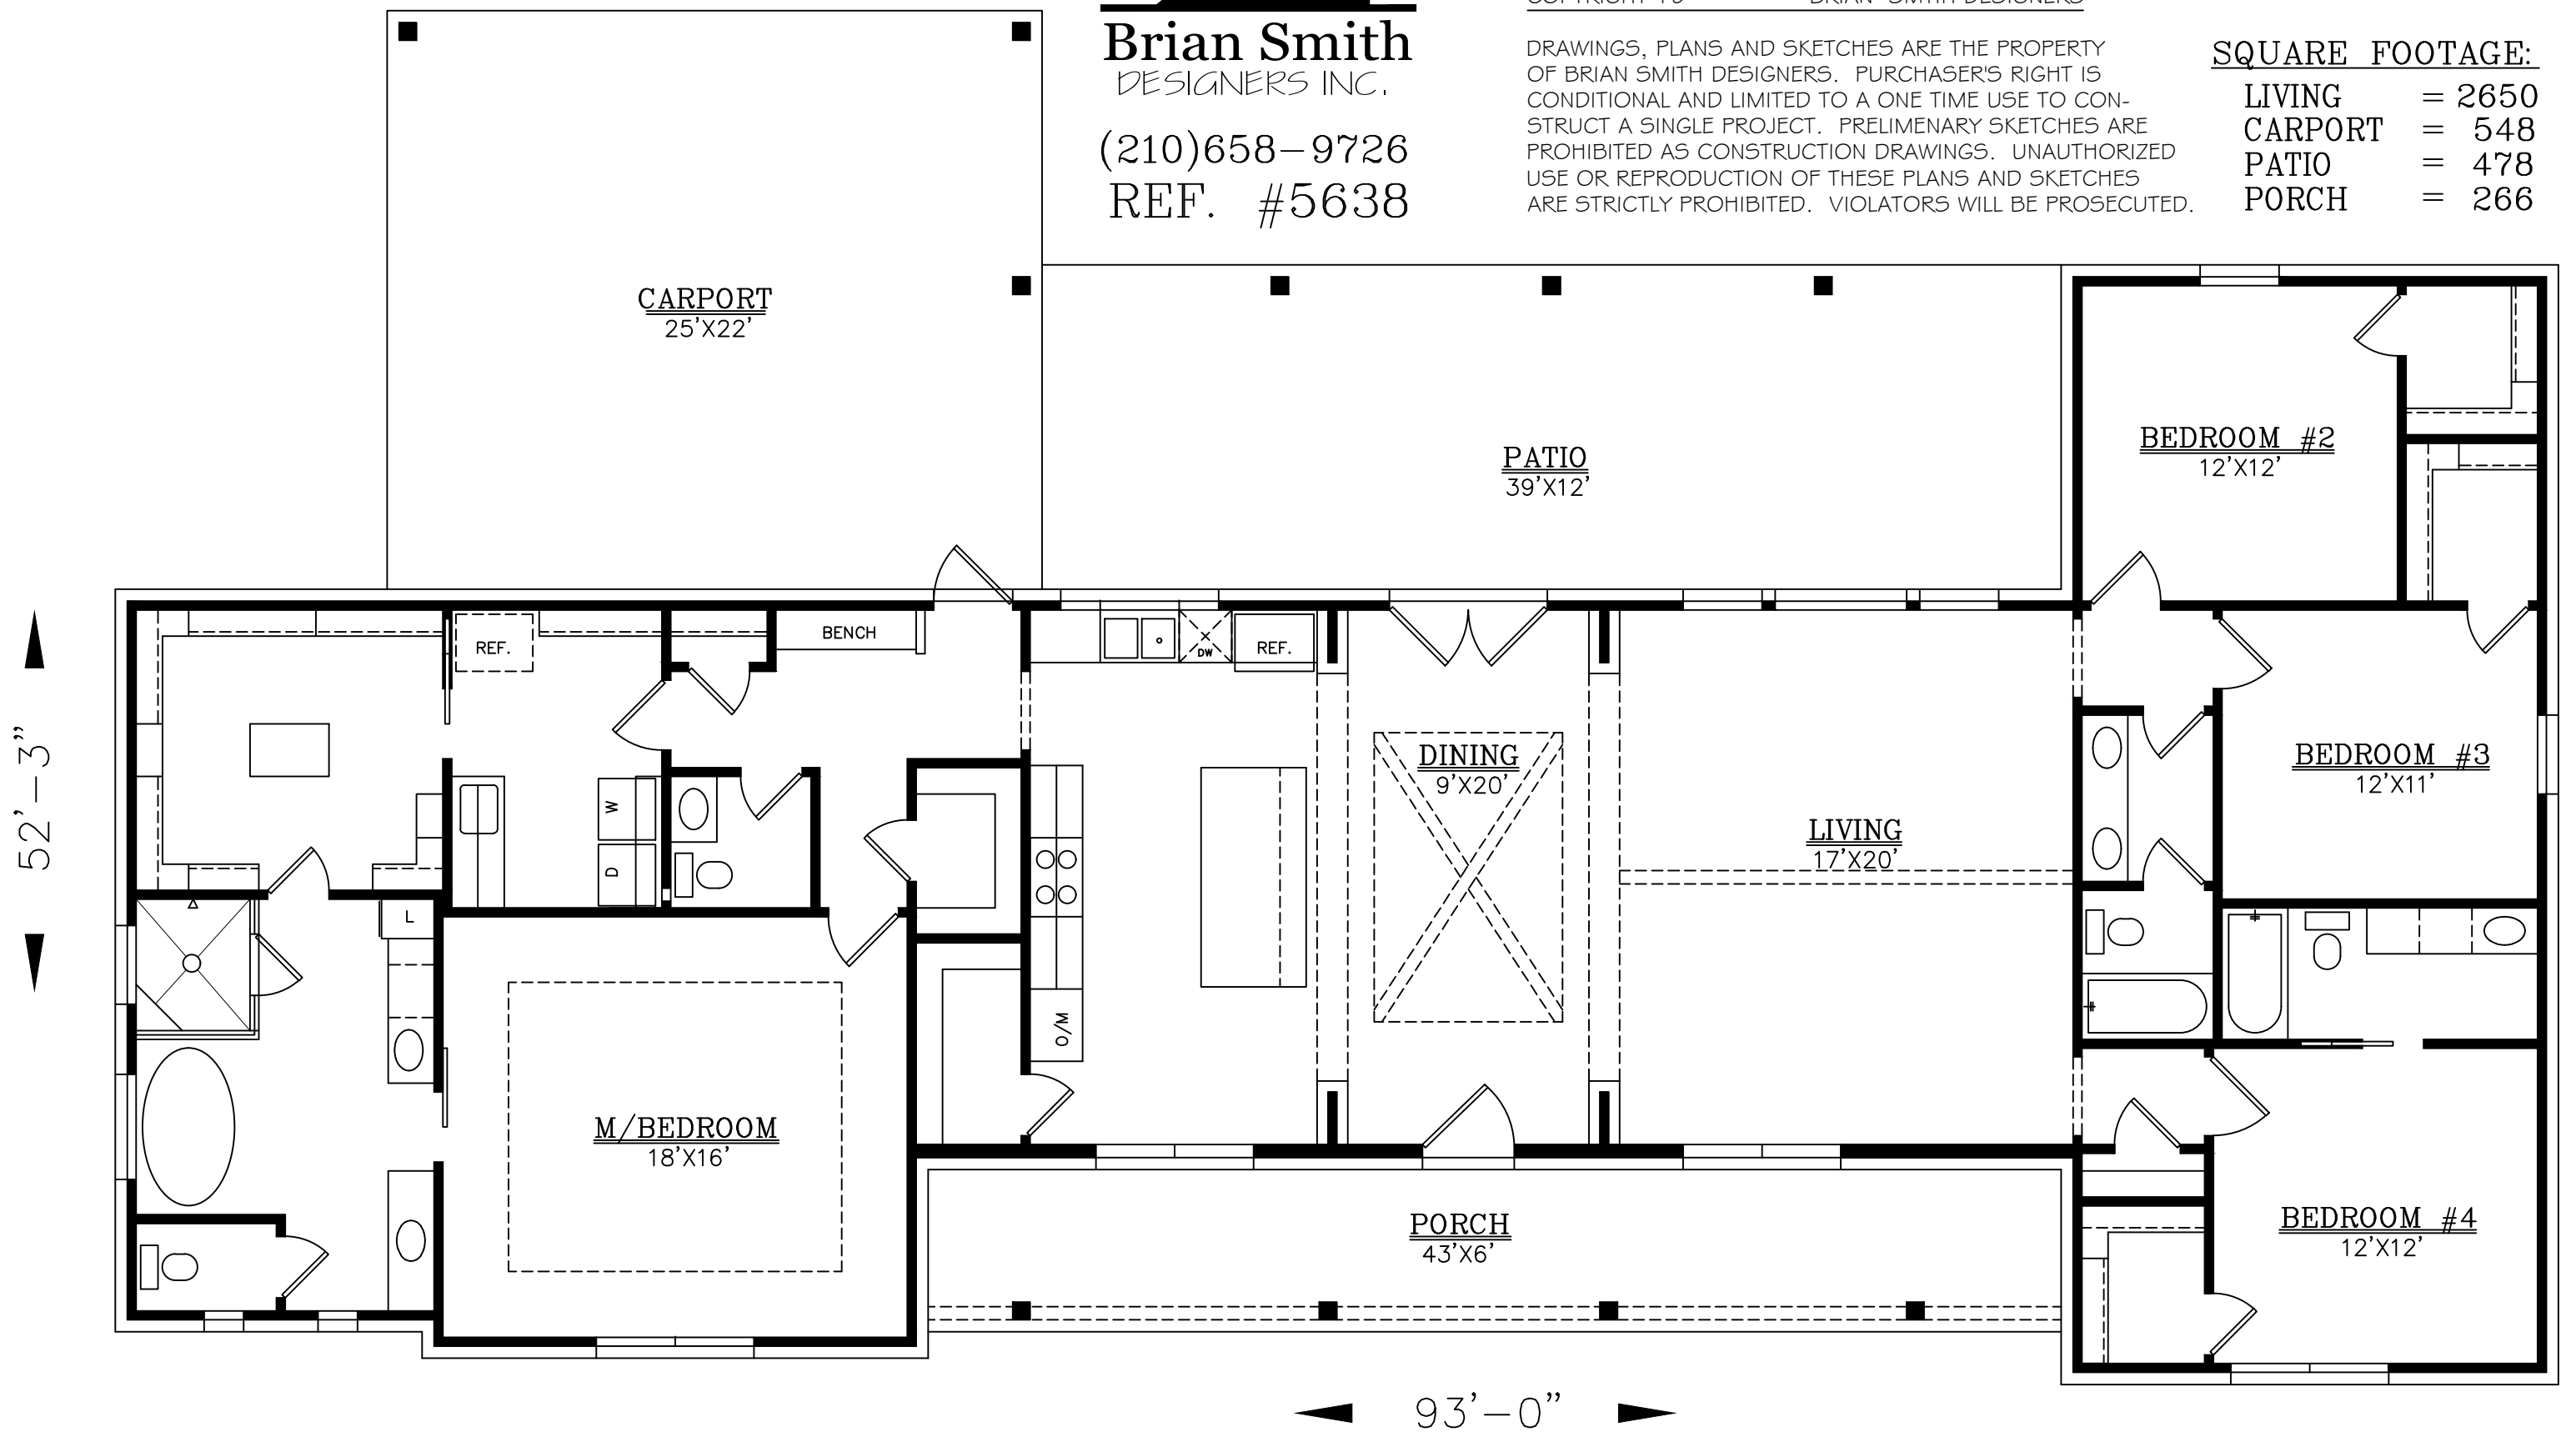 Brian Smith
DESIGNERS INC.
(210)658-9726
REF. #5638
BRIAN SMITH DESIGNERS
DRAWINGS, PLANS AND SKETCHES ARE THE PROPERTY
OF BRIAN SMITH DESIGNERS. PURCHASER'S RIGHT IS
CONDITIONAL AND LIMITED TO A ONE TIME USE TO CON-
STRUCT A SINGLE PROJECT. PRELIMENARY SKETCHES ARE
PROHIBITED AS CONSTRUCTION DRAWINGS. UNAUTHORIZED
USE OR REPRODUCTION OF THESE PLANS AND SKETCHES
ARE STRICTLY PROHIBITED. VIOLATORS WILL BE PROSECUTED.
SQUARE FOOTAGE:
LIVING = 2650
CARPORT = 548
PATIO = 478
PORCH = 266
CARPORT
25'X22'
PATIO
39'X12'
BEDROOM #2
12'X12'
REF.
BENCH
DW
REF.
52'-3"
W
D
DINING
9'X20'
LIVING
17'X20'
BEDROOM #3
12'X11'
L
O/M
M/BEDROOM
18'X16'
PORCH
43'X6'
BEDROOM #4
12'X12'
93'-0"